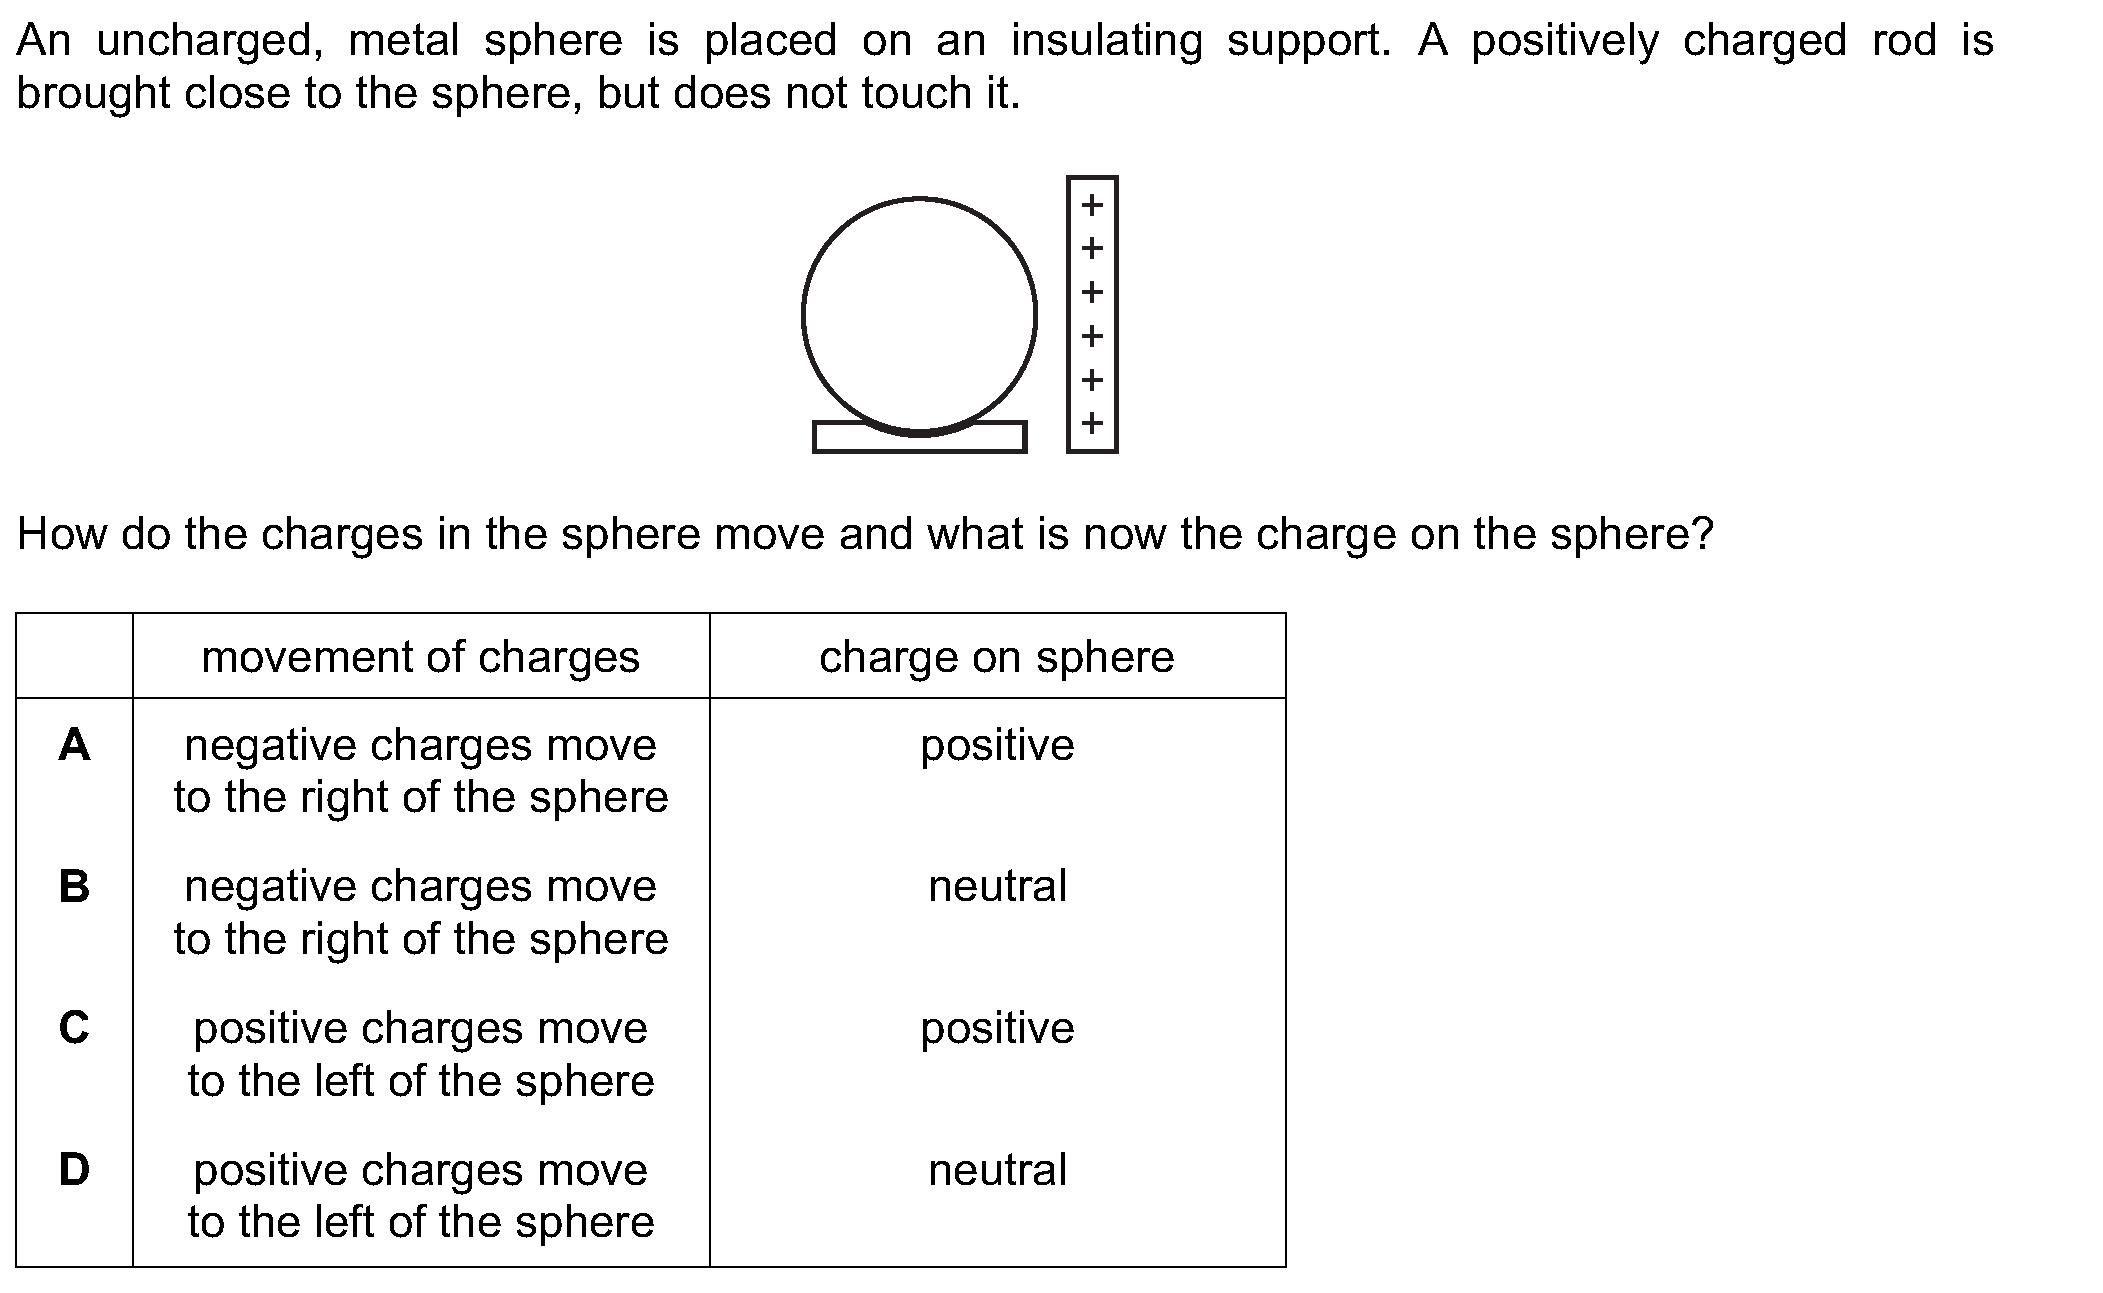 An uncharged, metal sphere is placed on an insulating support. A positively charged rod is
brought close to the sphere, but does not touch it.
+
+
+
+
+
+
How do the charges in the sphere move and what is now the charge on the sphere?
movement of charges charge on sphere
A negative charges move positive
to the right of the sphere
B negative charges move neutral
to the right of the sphere
C positive charges move positive
to the left of the sphere
D positive charges move neutral
to the left of the sphere